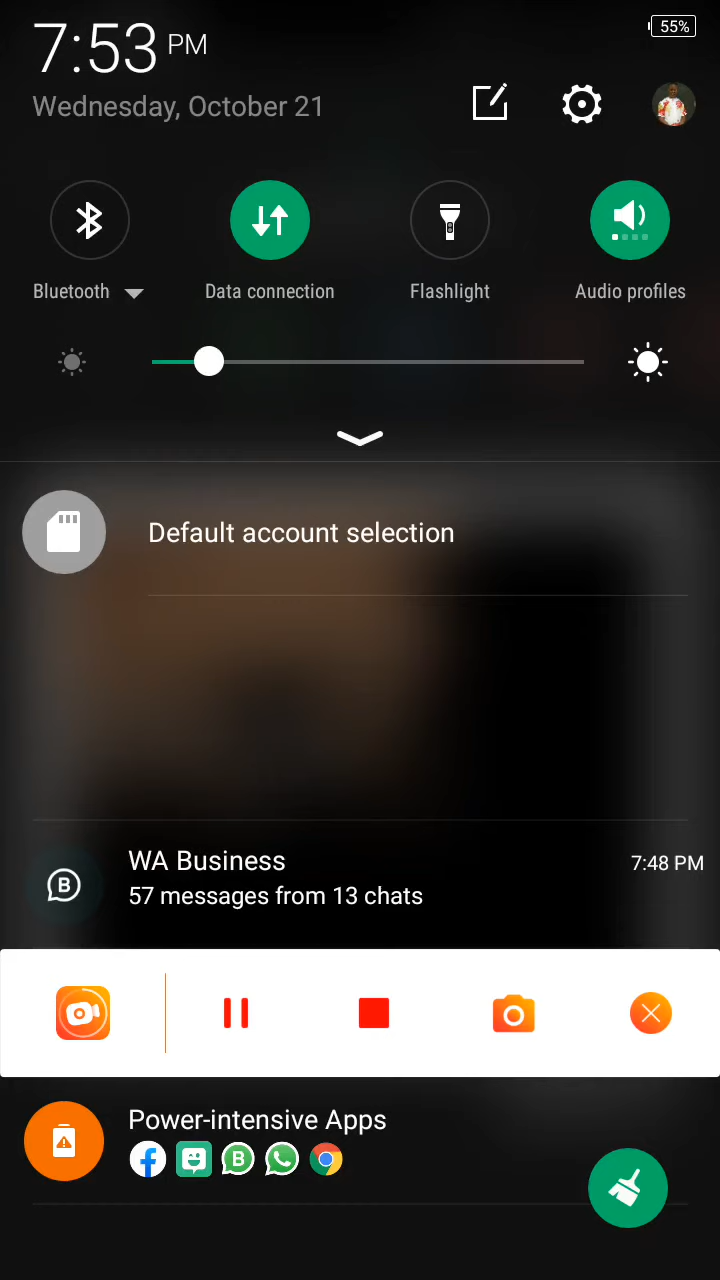 7:53 PM
55%
Wednesday, October 21
Bluetooth
Data connection
Flashlight
Audio profiles
Default account selection
WA Business
7:48 PM
57 messages from 13 chats
Power-intensive Apps